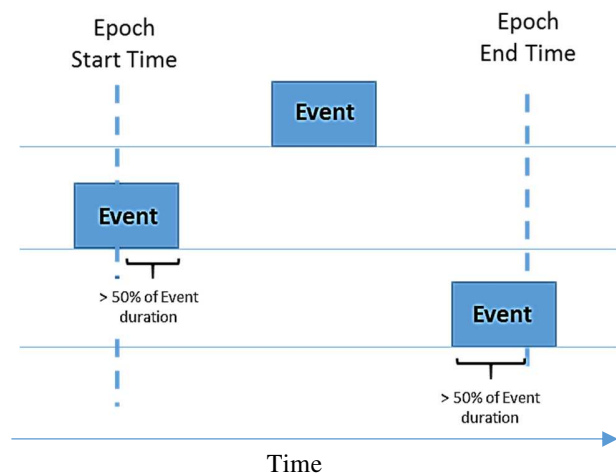 Epoch
Start Time
Epoch
End Time
Event
Event
> 50% of Event
duration
Event
> 50% of Event
duration
Time